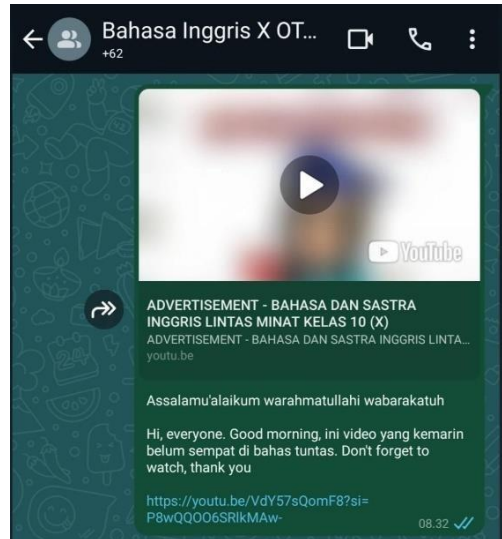 Bahasa Inggris X OT...
+62
YouTube
ADVERTISEMENT - BAHASA DAN SASTRA
INGGRIS LINTAS MINAT KELAS 10 (X)
ADVERTISEMENT - BAHASA DAN SASTRA INGGRIS LINTA...
youtu.be
Assalamu'alaikum warahmatullahi wabarakatuh
Hi, everyone. Good morning, ini video yang kemarin
belum sempat di bahas tuntas. Don't forget to
watch, thank you
https://youtu.be/VdY57sQomF8?si=
P8wQQOO6SRlkMAw-
08.32